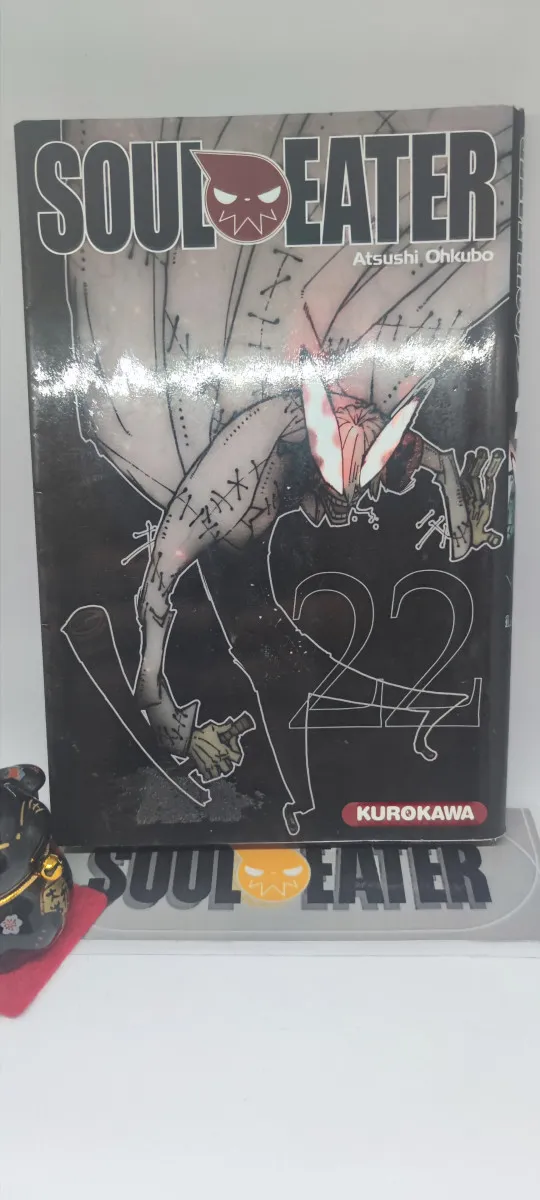 SOUL EATER
Atsushi Ohkubo
22
KUROKAWA
SOUL EATER